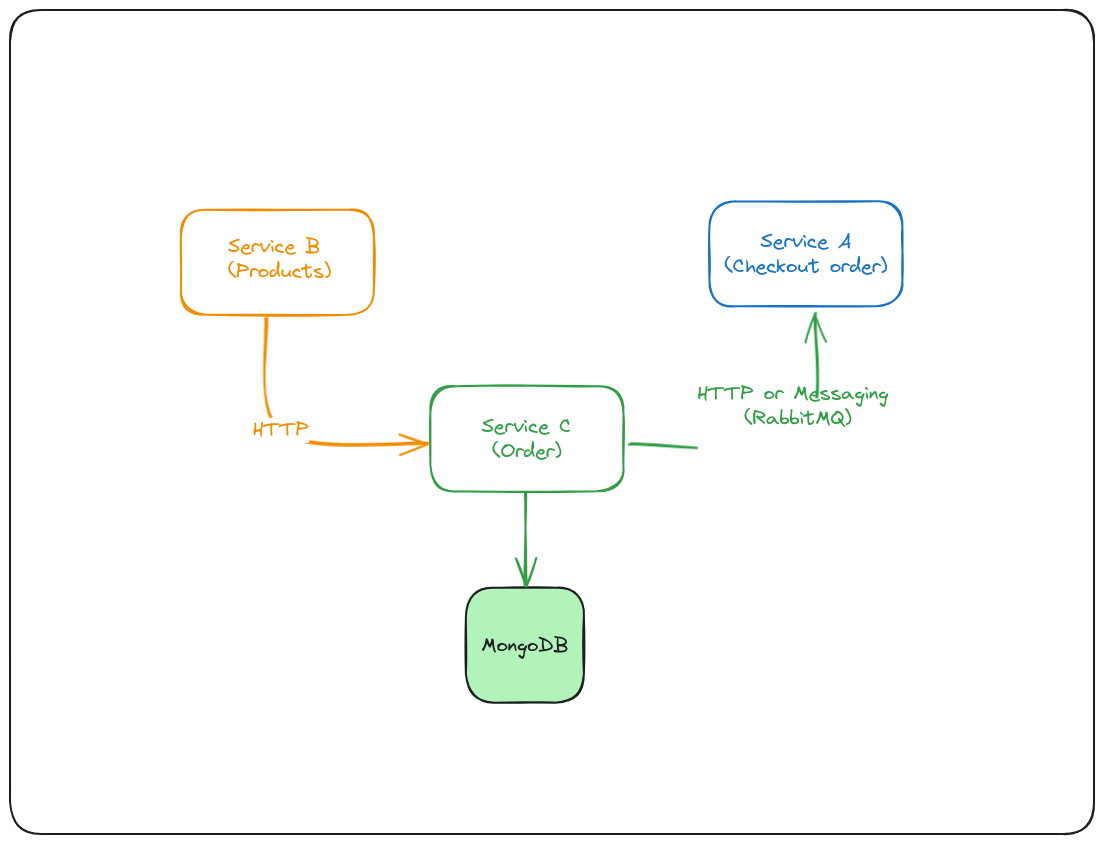 Service B
(Products)
Service A
(Checkout order)
HTTP or Messaging
(RabbitMQ)
HTTP
Service C
(Order)
MongoDB